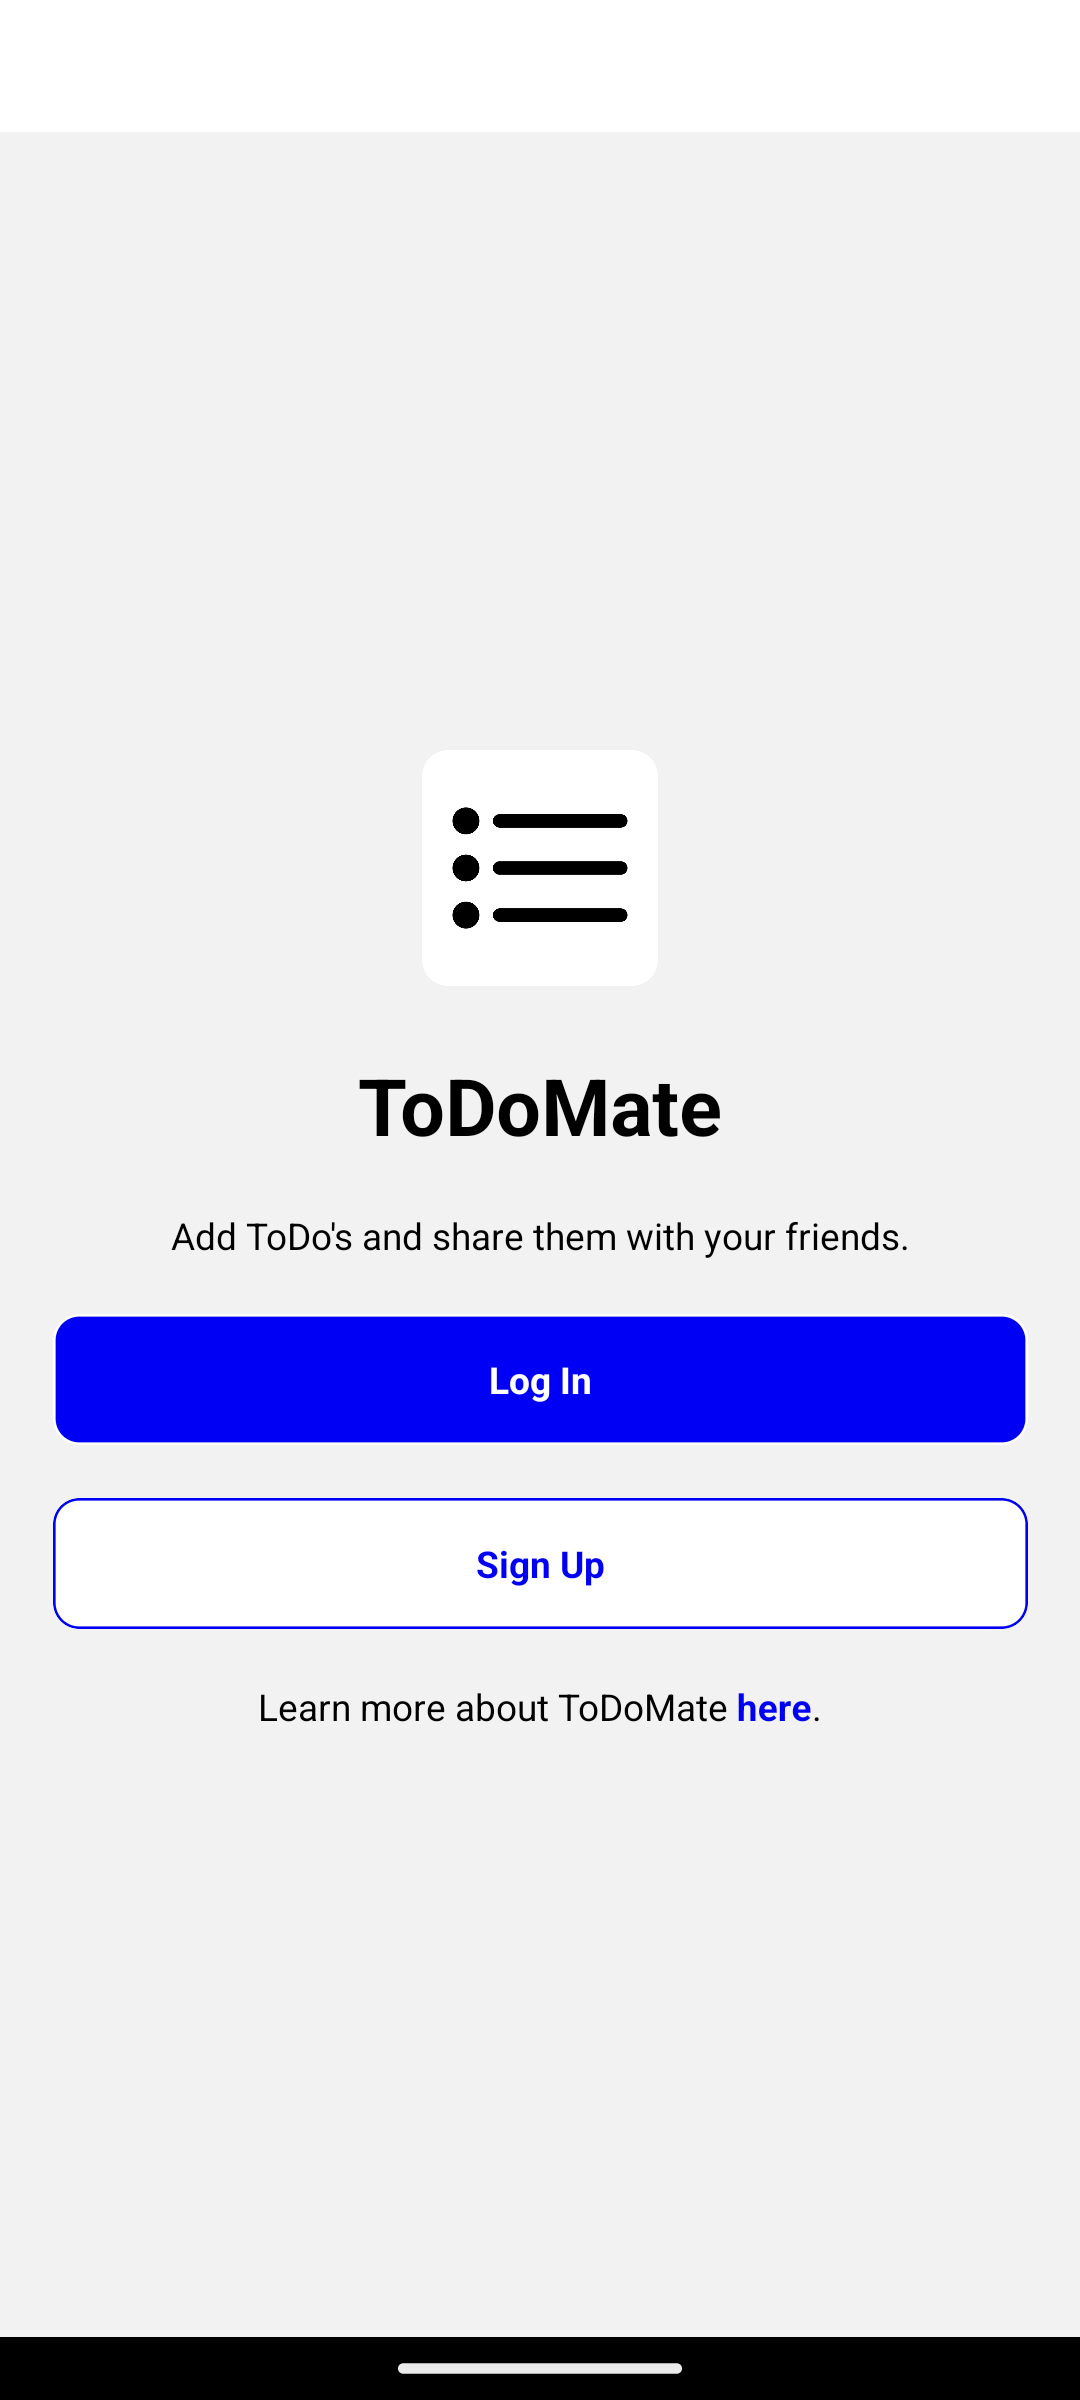 ToDoMate
Add ToDo's and share them with your friends.
Log In
Sign Up
Learn more about ToDoMate here.